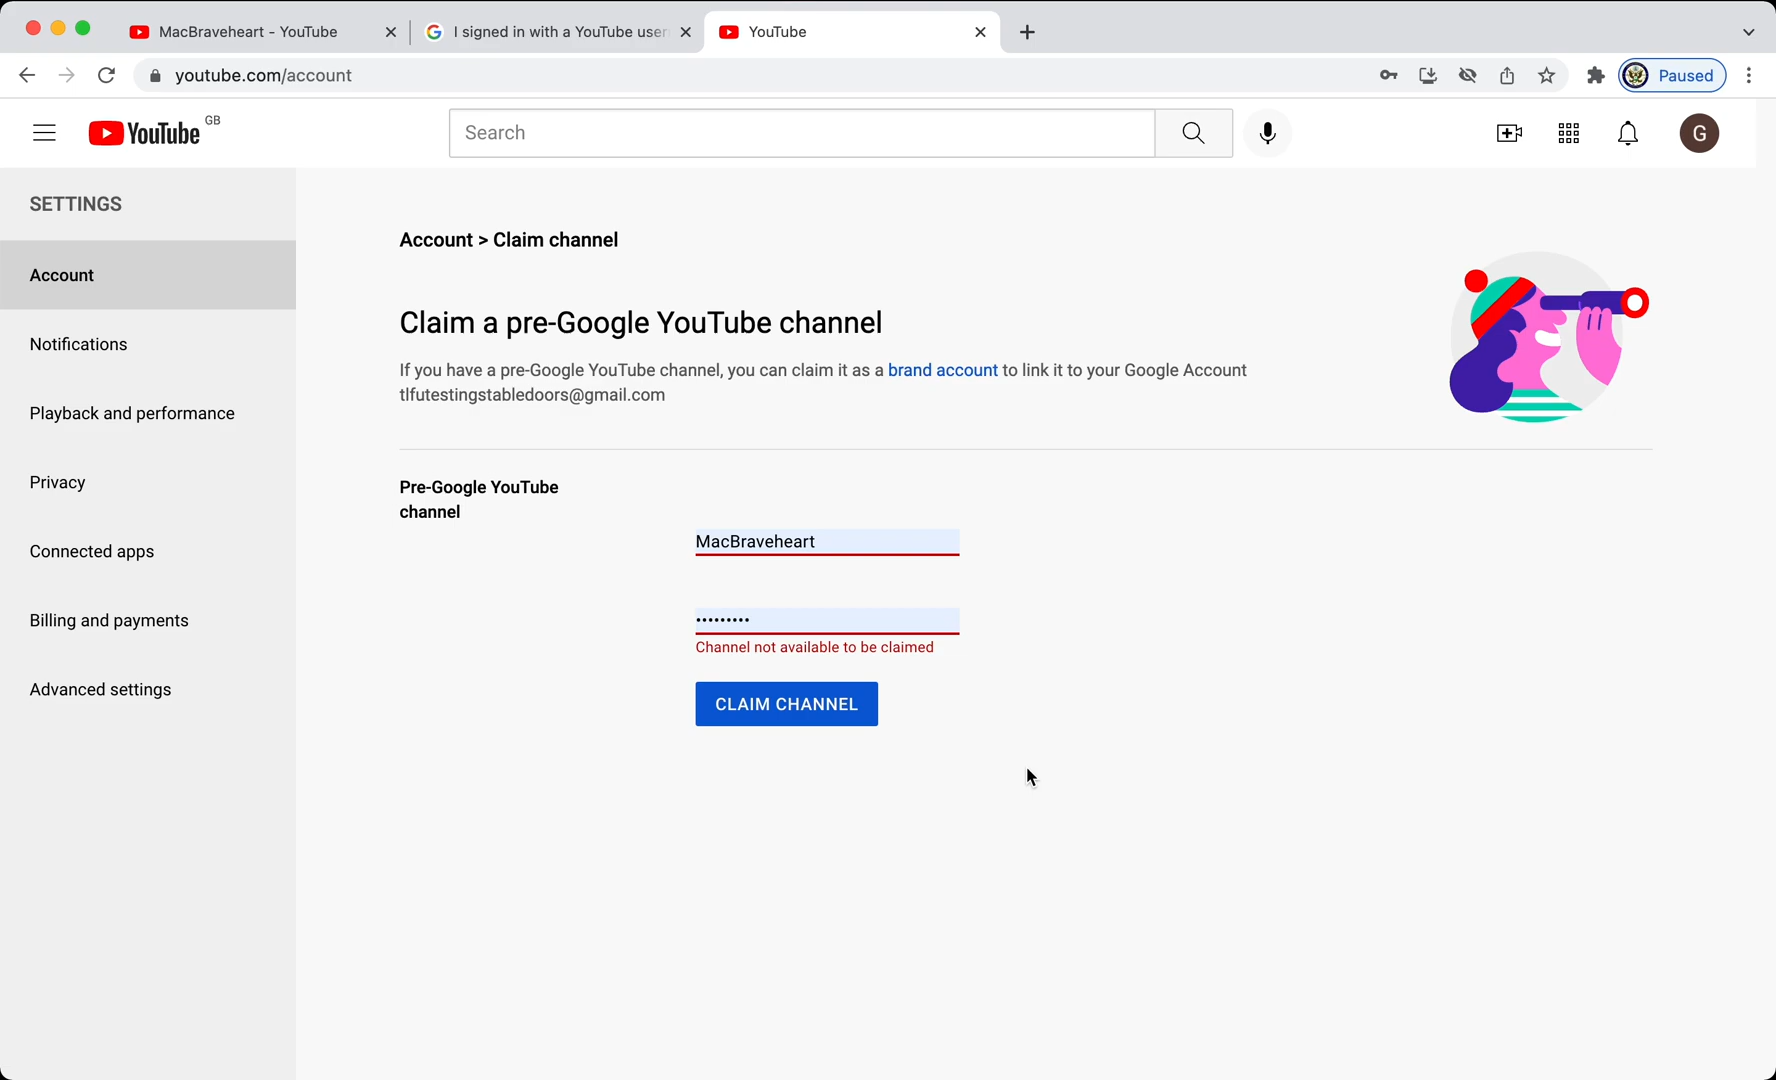 MacBraveheart - YouTube
I signed in with a YouTube user
YouTube
youtube.com/account
Paused
YouTube GB
Search
G
SETTINGS
Account
Notifications
Playback and performance
Privacy
Connected apps
Billing and payments
Advanced settings
Account > Claim channel
Claim a pre-Google YouTube channel
If you have a pre-Google YouTube channel, you can claim it as a brand account to link it to your Google Account
tlfutestingstabledoors@gmail.com
Pre-Google YouTube
channel
MacBraveheart
•••••••••
Channel not available to be claimed
CLAIM CHANNEL